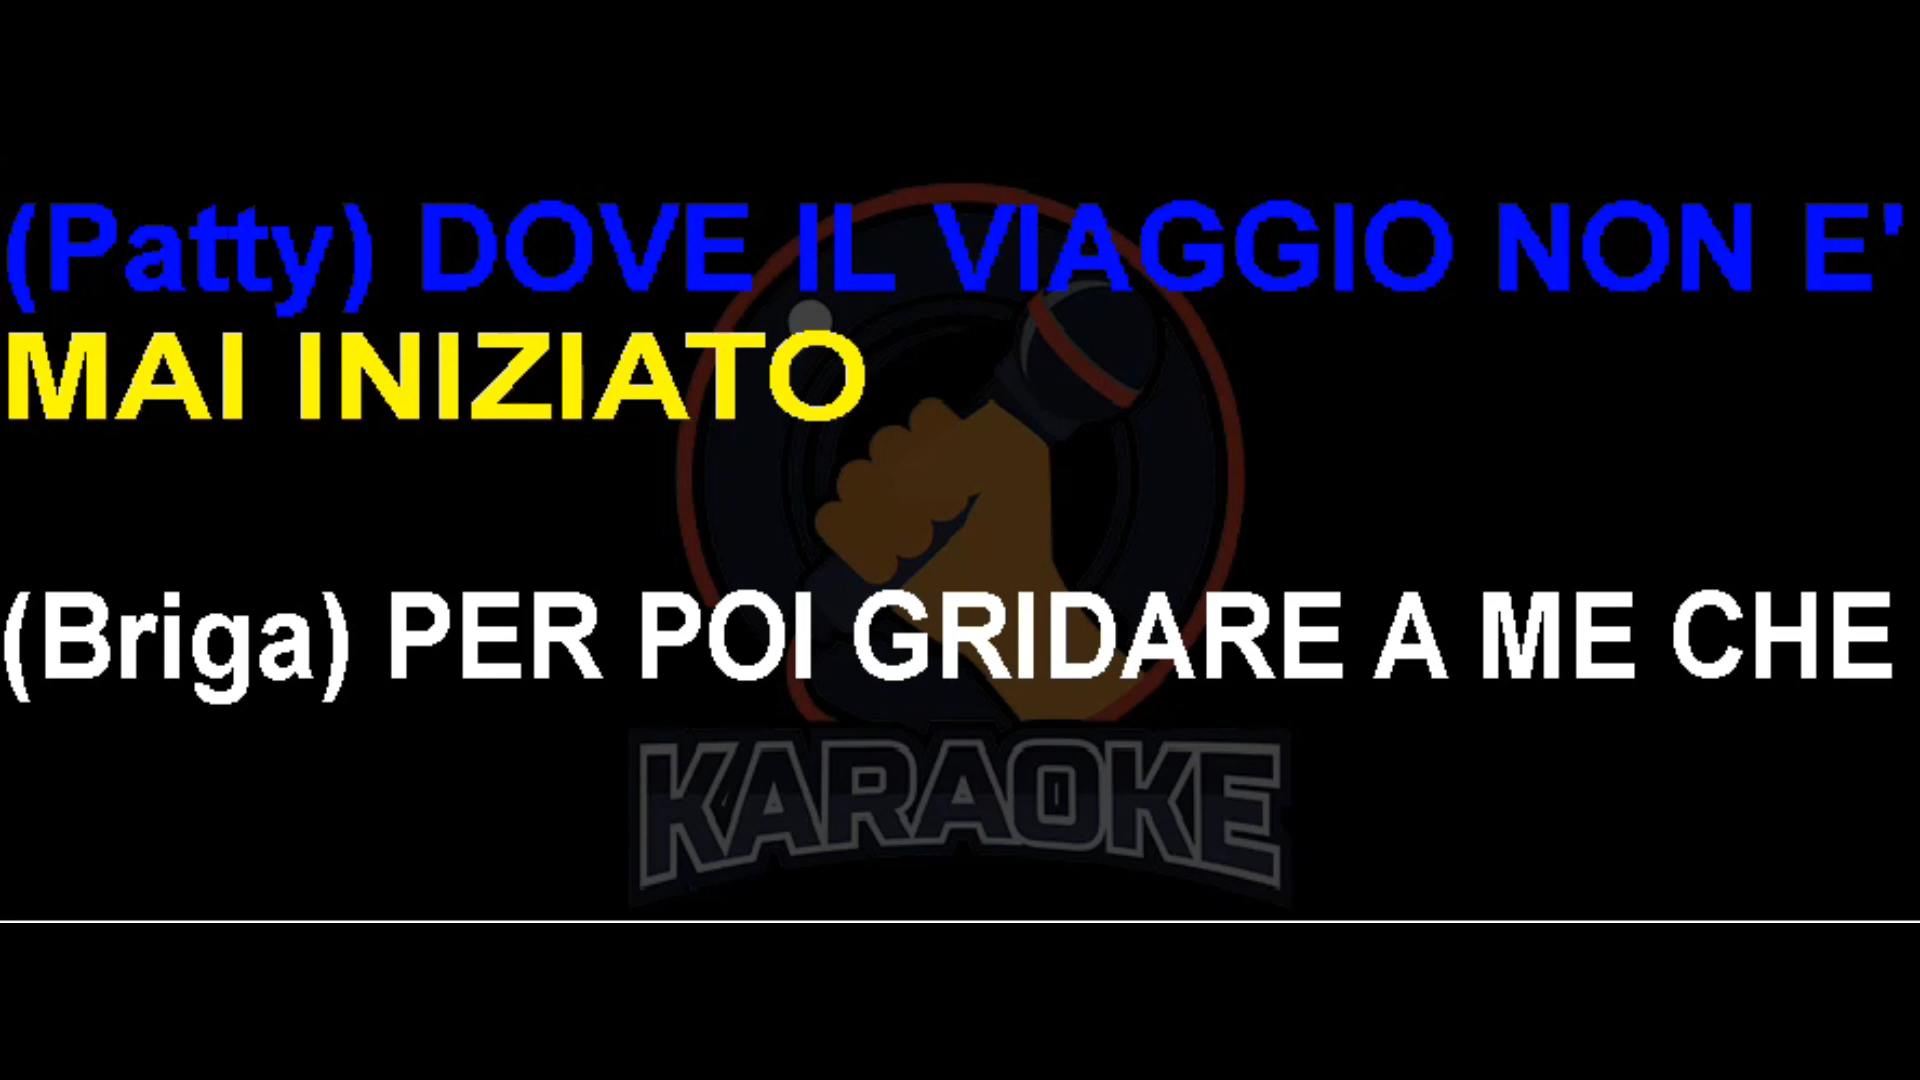 (Patty) DOVE IL VIAGGIO NON E'
MAI INIZIATO
(Briga) PER POI GRIDARE A ME CHE
KARAOKE